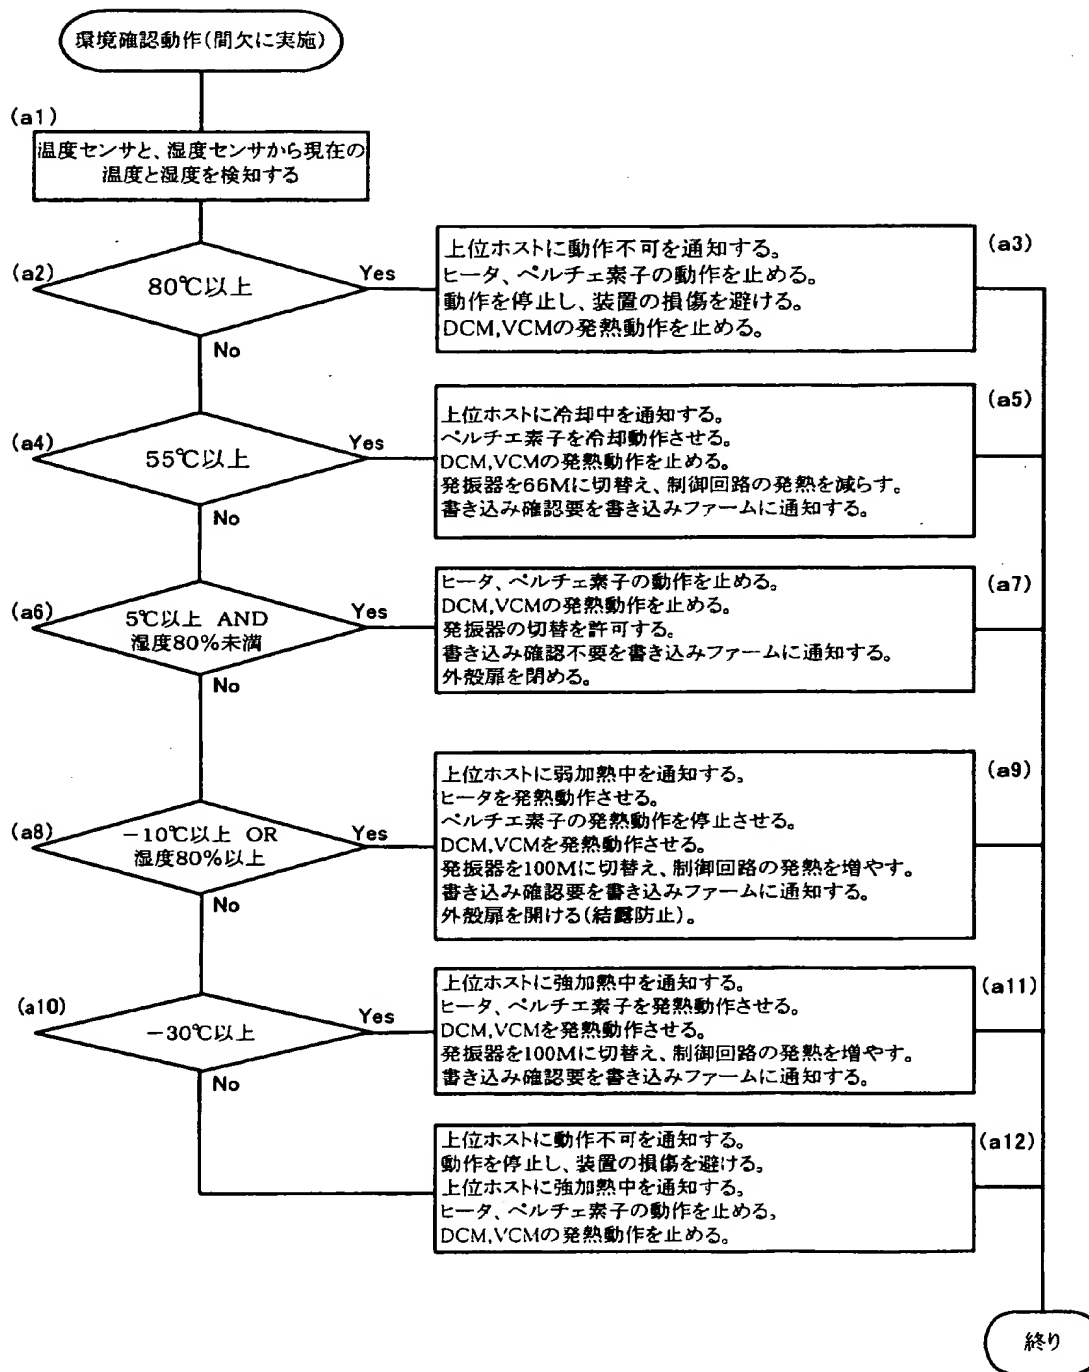 環境確認動作(間欠に実施)
(a1)
温度センサと、湿度センサから現在の
温度と湿度を検知する
(a2)
80℃以上
Yes
No
上位ホストに動作不可を通知する。
ヒータ、ペルチェ素子の動作を止める。
動作を停止し、装置の損傷を避ける。
DCM,VCMの発熱動作を止める。
(a3)
(a4)
55℃以上
Yes
No
上位ホストに冷却中を通知する。
ペルチエ素子を冷却動作させる。
DCM,VCMの発熱動作を止める。
発振器を66Mに切替え、制御回路の発熱を減らす。
書き込み確認要を書き込みファームに通知する。
(a5)
(a6)
5℃以上 AND
湿度80%未満
Yes
No
ヒータ、ペルチェ素子の動作を止める。
DCM,VCMの発熱動作を止める。
発振器の切替を許可する。
書き込み確認不要を書き込みファームに通知する。
外殻扉を閉める。
(a7)
(a8)
－10℃以上 OR
湿度80%以上
Yes
No
上位ホストに弱加熱中を通知する。
ヒータを発熱動作させる。
ペルチェ素子の発熱動作を停止させる。
DCM,VCMを発熱動作させる。
発振器を100Mに切替え、制御回路の発熱を増やす。
書き込み確認要を書き込みファームに通知する。
外殻扉を開ける(結露防止)。
(a9)
(a10)
－30℃以上
Yes
No
上位ホストに強加熱中を通知する。
ヒータ、ペルチェ素子を発熱動作させる。
DCM,VCMを発熱動作させる。
発振器を100Mに切替え、制御回路の発熱を増やす。
書き込み確認要を書き込みファームに通知する。
(a11)
上位ホストに動作不可を通知する。
動作を停止し、装置の損傷を避ける。
上位ホストに強加熱中を通知する。
ヒータ、ペルチェ素子の動作を止める。
DCM,VCMの発熱動作を止める。
(a12)
終り